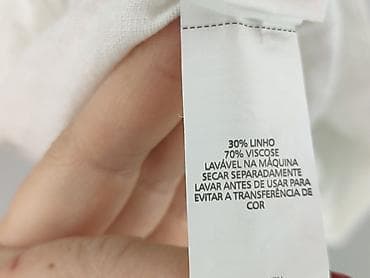 30% LINHO
70% VISCOSE
LAVÁVEL NA MÁQUINA
SECAR SEPARADAMENTE
LAVAR ANTES DE USAR PARA
EVITAR A TRANSFERÊNCIA DE
COR